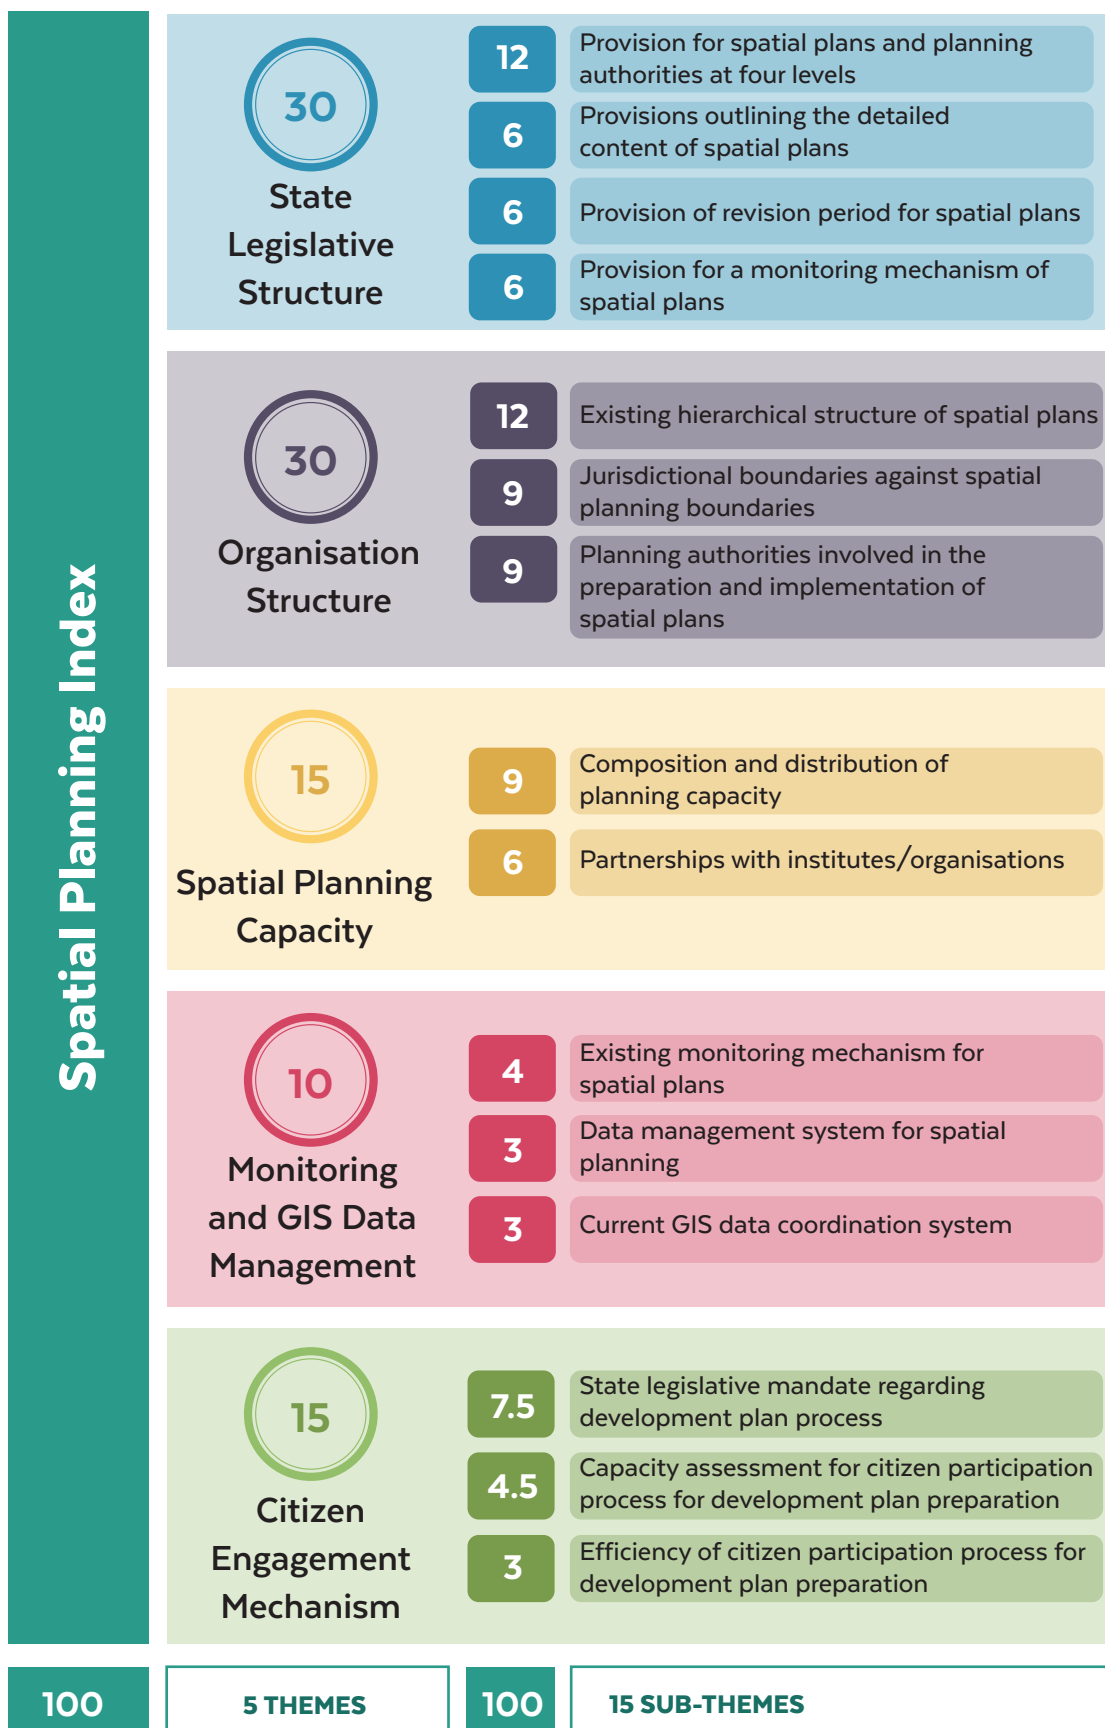 Spatial Planning Index
30
State
Legislative
Structure
12
Provision for spatial plans and planning
authorities at four levels
6
Provisions outlining the detailed
content of spatial plans
6
Provision of revision period for spatial plans
6
Provision for a monitoring mechanism of
spatial plans
30
Organisation
Structure
12
Existing hierarchical structure of spatial plans
9
Jurisdictional boundaries against spatial
planning boundaries
9
Planning authorities involved in the
preparation and implementation of
spatial plans
15
Spatial Planning
Capacity
9
Composition and distribution of
planning capacity
6
Partnerships with institutes/organisations
10
Monitoring
and GIS Data
Management
4
Existing monitoring mechanism for
spatial plans
3
Data management system for spatial
planning
3
Current GIS data coordination system
15
Citizen
Engagement
Mechanism
7.5
State legislative mandate regarding
development plan process
4.5
Capacity assessment for citizen participation
process for development plan preparation
3
Efficiency of citizen participation process for
development plan preparation
100
5 THEMES
100
15 SUB-THEMES